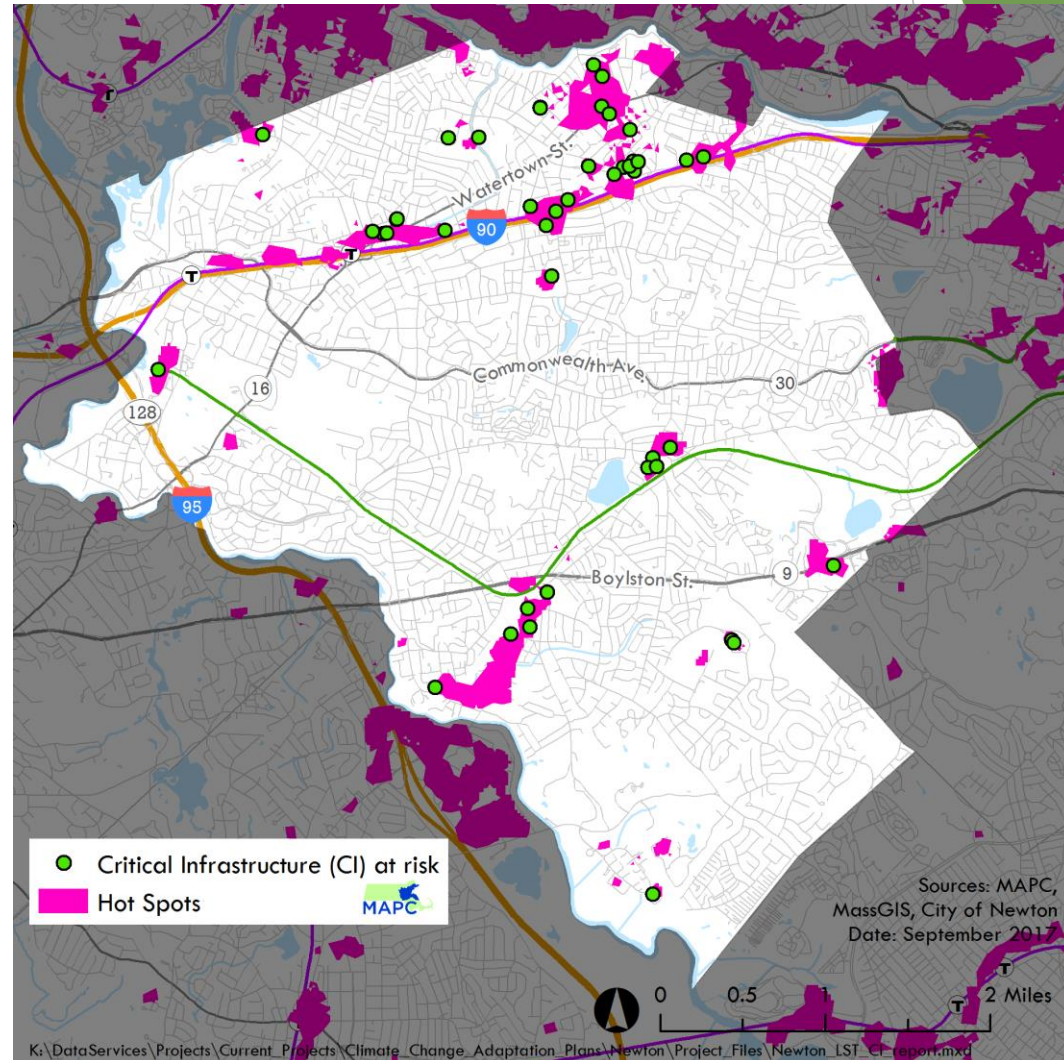 T
Watertown St.
90
T
T
Commonwealth Ave.
30
16
128
95
9
Boylston St.
Critical Infrastructure (CI) at risk
Hot Spots
MAPC
Sources: MAPC,
MassGIS, City of Newton
Date: September 2017
T
T
0 0.5 1 2 Miles
K:\DataServices\Projects\Current_Projects\Climate_Change_Adaptation_Plans\Newton\Project_Files\Newton_LST_CI_report.mxd